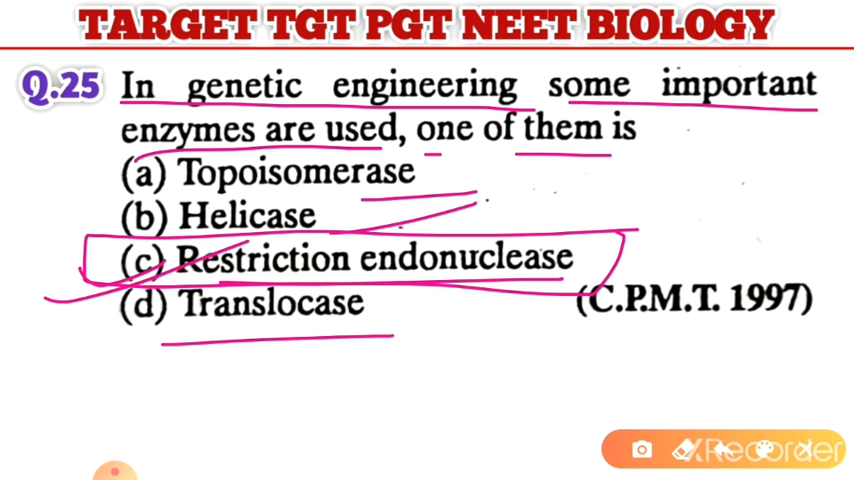 TARGET TGT PGT NEET BIOLOGY
Q.25 In genetic engineering some important
enzymes are used, one of them is
(a) Topoisomerase
(b) Helicase
(c) Restriction endonuclease
(d) Translocase (C.P.M.T. 1997)
XRecorder